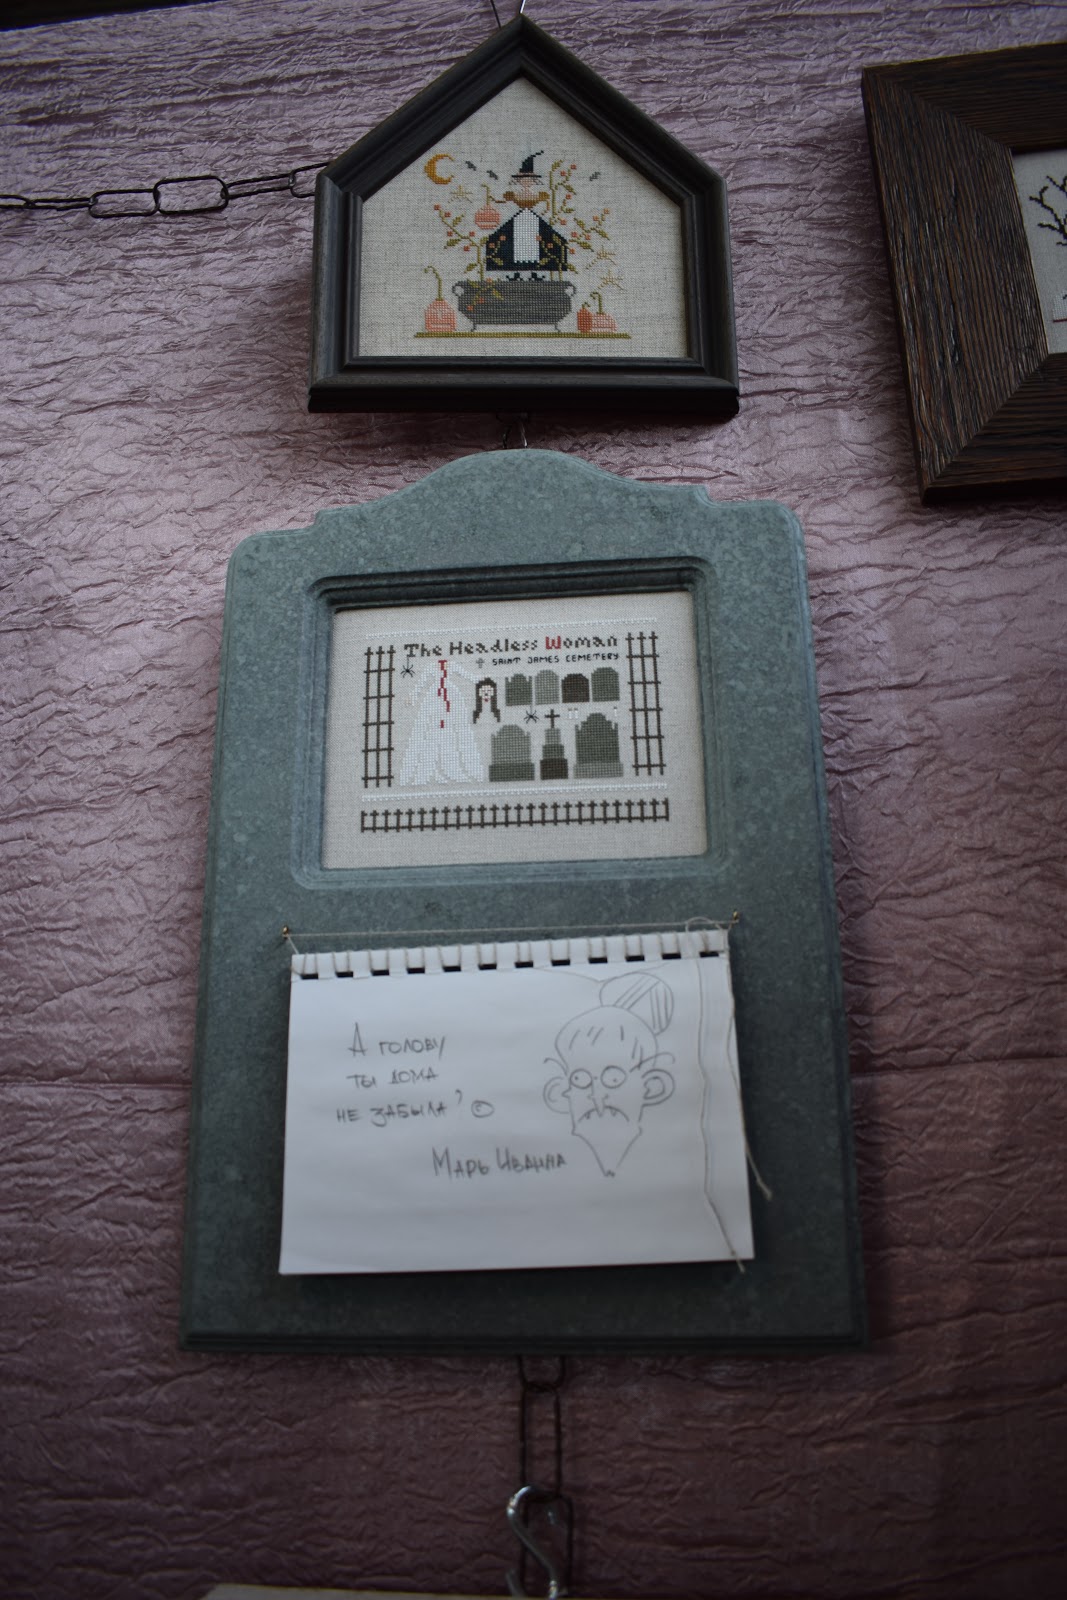 The Headless Woman
SAINT JAMES CEMETERY
А ГОЛОВУ
ТЫ ДОМА
НЕ ЗАБЫЛА? ©
МАРЬ ИВАННА